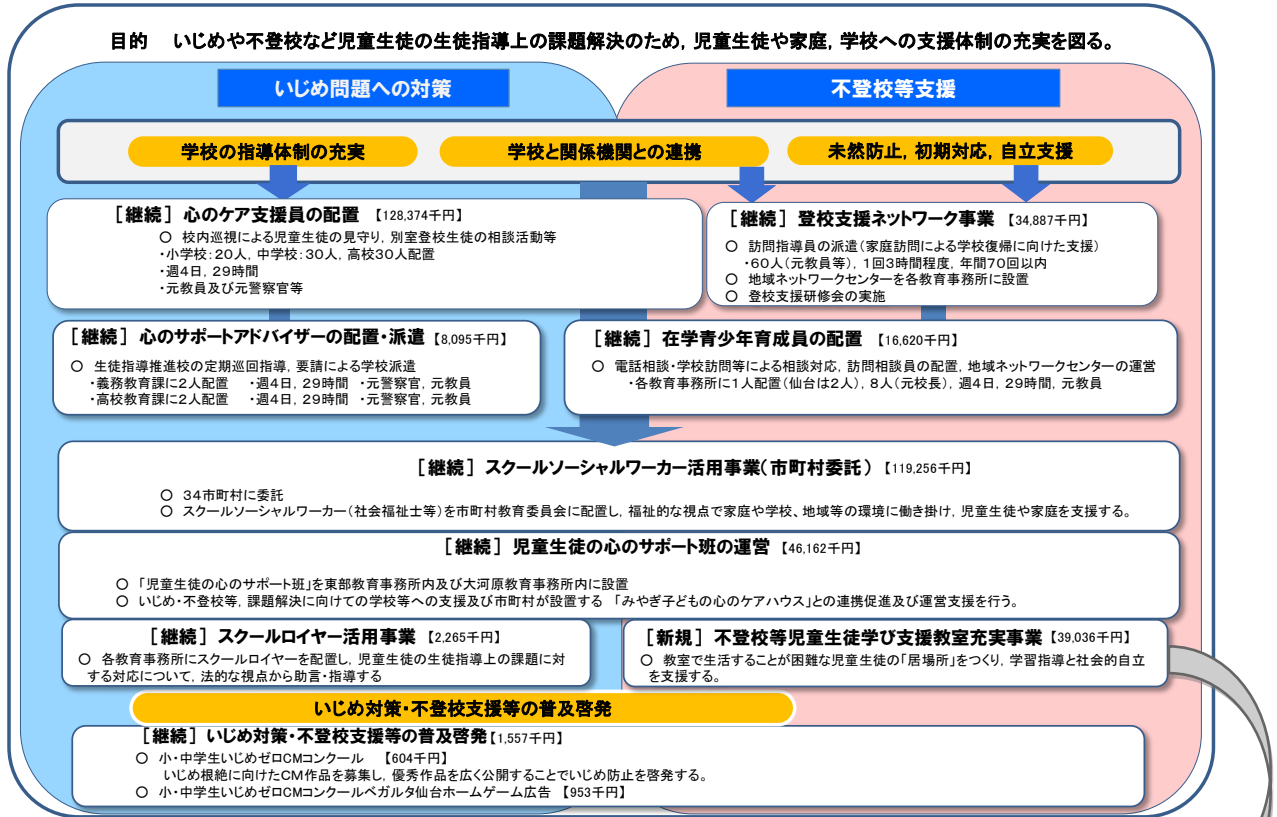 目的　いじめや不登校など児童生徒の生徒指導上の課題解決のため，児童生徒や家庭，学校への支援体制の充実を図る。
いじめ問題への対策
不登校等支援
学校の指導体制の充実
学校と関係機関との連携
未然防止，初期対応，自立支援
［継続］心のケア支援員の配置 【128,374千円】
○ 校内巡視による児童生徒の見守り，別室登校生徒の相談活動等
・小学校：20人，中学校：30人，高校30人配置
・週4日，29時間
・元教員及び元警察官等
［継続］登校支援ネットワーク事業 【34,887千円】
○ 訪問指導員の派遣（家庭訪問による学校復帰に向けた支援）
・60人（元教員等），1回3時間程度，年間70回以内
○ 地域ネットワークセンターを各教育事務所に設置
○ 登校支援研修会の実施
［継続］心のサポートアドバイザーの配置・派遣 【8,095千円】
○ 生徒指導推進校の定期巡回指導，要請による学校派遣
・義務教育課に2人配置　・週4日，29時間　・元警察官，元教員
・高校教育課に2人配置　・週4日，29時間　・元警察官，元教員
［継続］在学青少年育成員の配置 【16,620千円】
○ 電話相談・学校訪問等による相談対応，訪問相談員の配置，地域ネットワークセンターの運営
・各教育事務所に1人配置（仙台は2人），8人（元校長），週4日，29時間，元教員
［継続］スクールソーシャルワーカー活用事業（市町村委託）【119,256千円】
○ 34市町村に委託
○ スクールソーシャルワーカー（社会福祉士等）を市町村教育委員会に配置し，福祉的な視点で家庭や学校、地域等の環境に働き掛け，児童生徒や家庭を支援する。
［継続］児童生徒の心のサポート班の運営 【46,162千円】
○ 「児童生徒の心のサポート班」を東部教育事務所内及び大河原教育事務所内に設置
○ いじめ・不登校等，課題解決に向けての学校等への支援及び市町村が設置する 「みやぎ子どもの心のケアハウス」との連携促進及び運営支援を行う。
［継続］スクールロイヤー活用事業 【2,265千円】
○ 各教育事務所にスクールロイヤーを配置し，児童生徒の生徒指導上の課題に対
する対応について，法的な視点から助言・指導する
［新規］不登校等児童生徒学び支援教室充実事業 【39,036千円】
○ 教室で生活することが困難な児童生徒の「居場所」をつくり，学習指導と社会的自立
を支援する。
いじめ対策・不登校支援等の普及啓発
［継続］いじめ対策・不登校支援等の普及啓発【1,557千円】
○ 小・中学生いじめゼロCMコンクール 【604千円】
いじめ根絶に向けたCM作品を募集し，優秀作品を広く公開することでいじめ防止を啓発する。
○ 小・中学生いじめゼロCMコンクールベガルタ仙台ホームゲーム広告 【953千円】